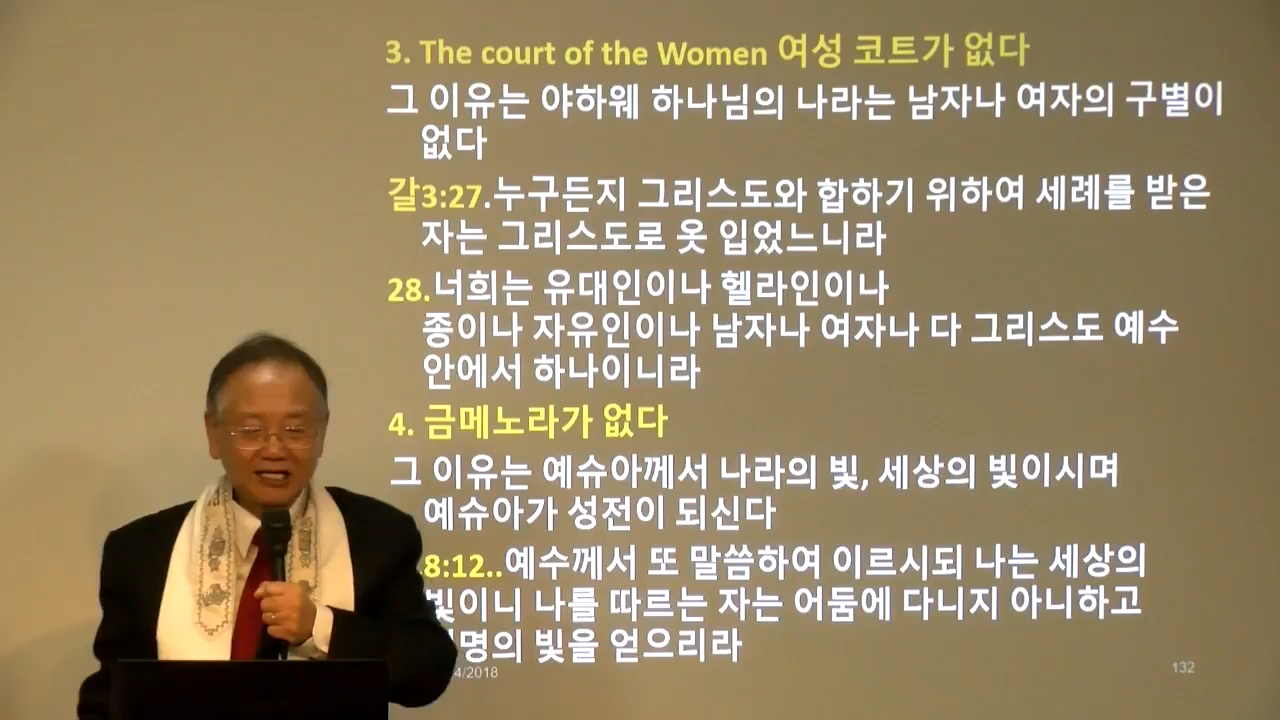 3. The court of the Women 여성 코트가 없다
그 이유는 야하웨 하나님의 나라는 남자나 여자의 구별이
없다
갈3:27.누구든지 그리스도와 합하기 위하여 세례를 받은
자는 그리스도로 옷 입었느니라
28.너희는 유대인이나 헬라인이나
종이나 자유인이나 남자나 여자나 다 그리스도 예수
안에서 하나이니라
4. 금메노라가 없다
그 이유는 예슈아께서 나라의 빛, 세상의 빛이시며
예슈아가 성전이 되신다
.8:12..예수께서 또 말씀하여 이르시되 나는 세상의
빛이니 나를 따르는 자는 어둠에 다니지 아니하고
명의 빛을 얻으리라
4/2018
132